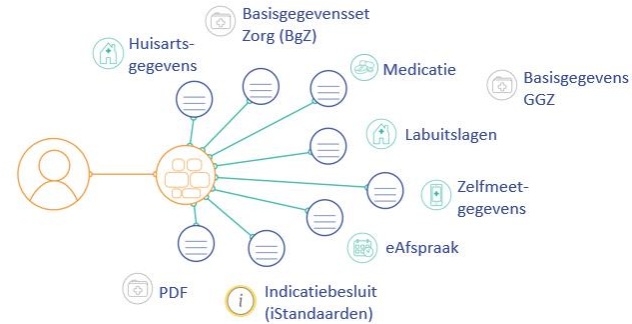 Basisgegevensset
Zorg (BgZ)
Huisarts-
gegevens
Medicatie
Basisgegevens
GGZ
Labuitslagen
Zelfmeet-
gegevens
eAfspraak
PDF
i
Indicatiebesluit
(iStandaarden)